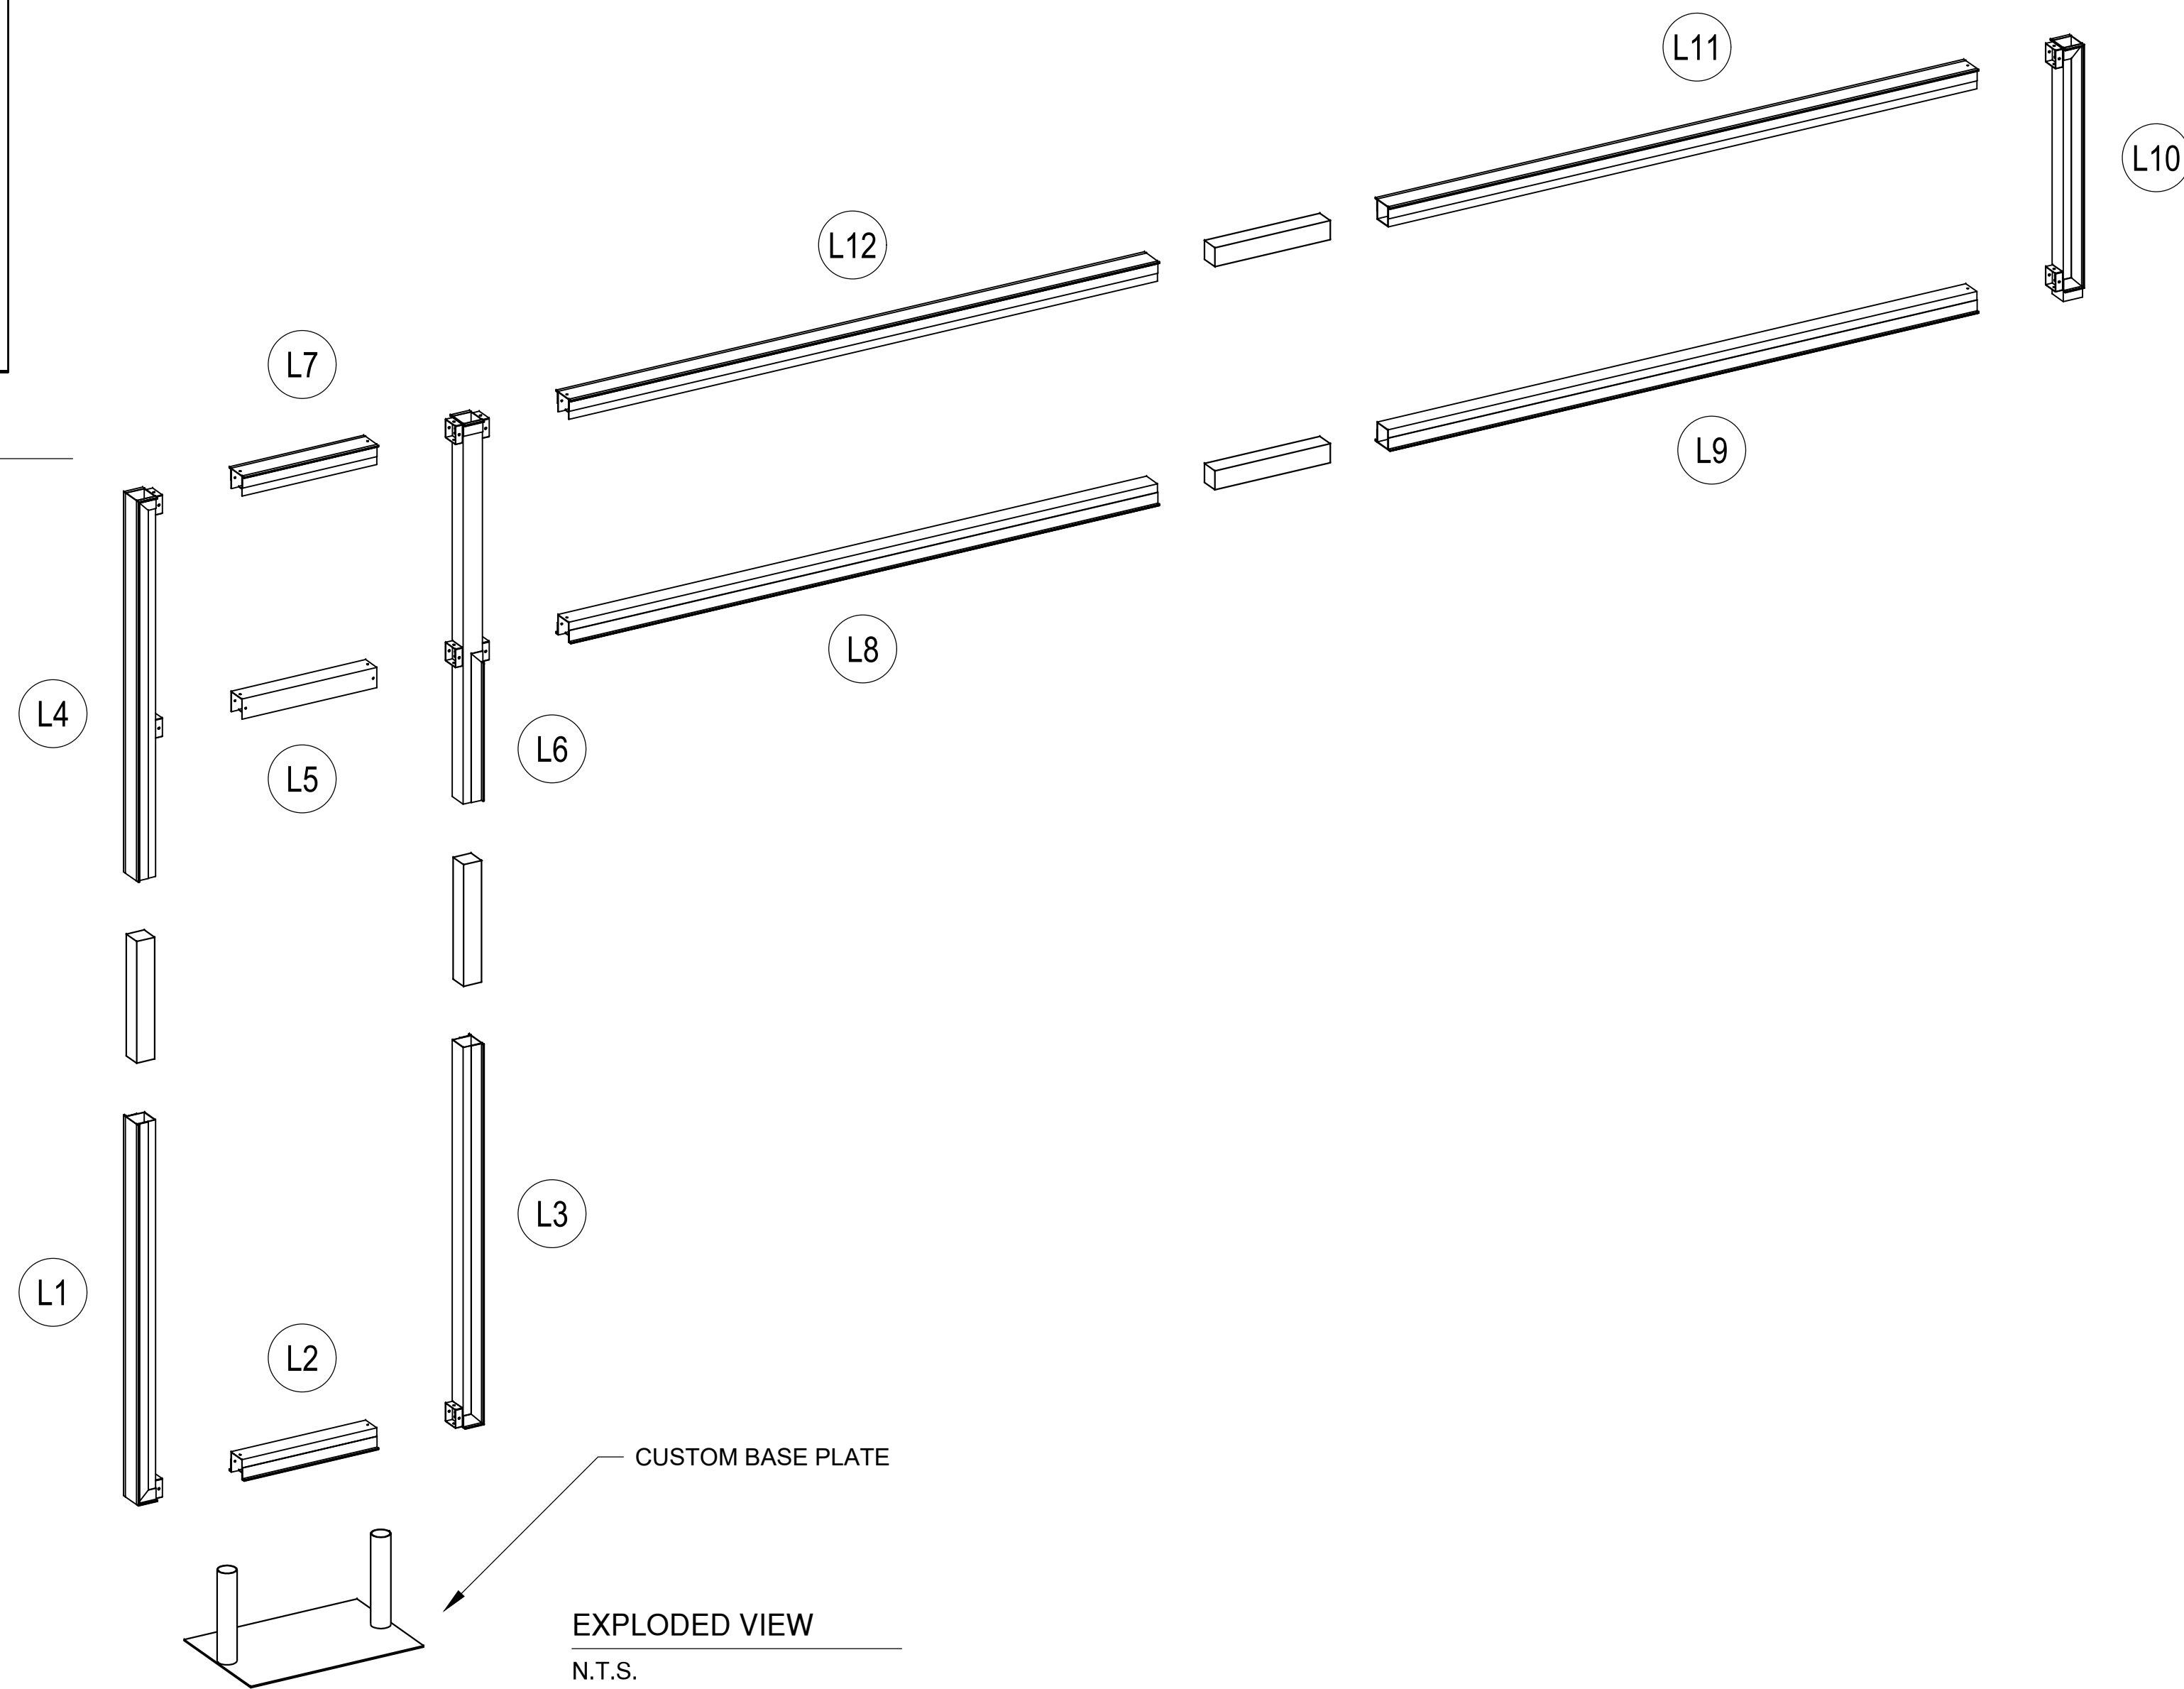 L11
L10
L12
L7
L9
L8
L4
L6
L5
L3
L1
L2
CUSTOM BASE PLATE
EXPLODED VIEW
N.T.S.